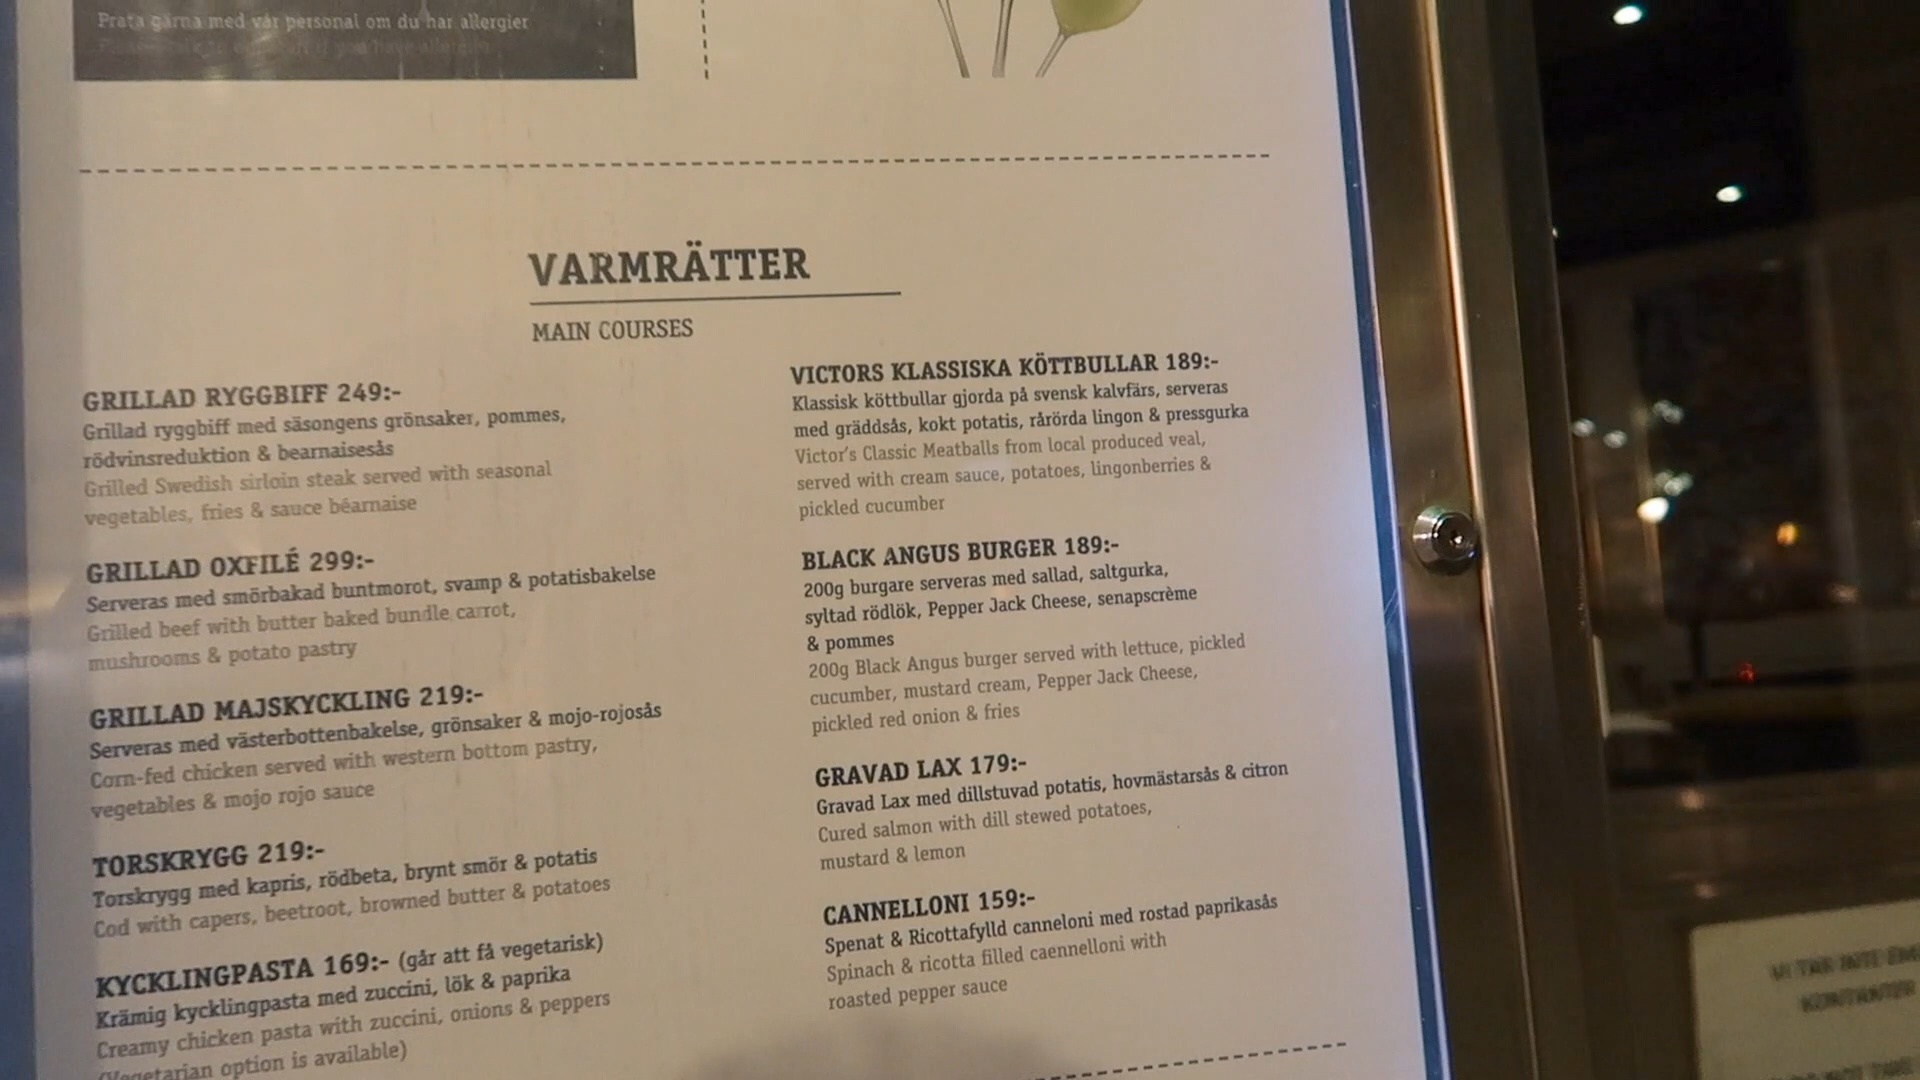 Prata gärna med vår personal om du har allergier
VARMRÄTTER
MAIN COURSES
GRILLAD RYGGBIFF 249:-
Grillad ryggbiff med säsongens grönsaker, pommes,
rödvinsreduktion & bearnaisesås
Grilled Swedish sirloin steak served with seasonal
vegetables, fries & sauce béarnaise
GRILLAD OXFILÉ 299:-
Serveras med smörbakad buntmorot, svamp & potatisbakelse
Grilled beef with butter baked bundle carrot,
mushrooms & potato pastry
GRILLAD MAJSKYCKLING 219:-
Serveras med västerbottenbakelse, grönsaker & mojo-rojosås
Corn-fed chicken served with western bottom pastry,
vegetables & mojo rojo sauce
TORSKRYGG 219:-
Torskrygg med kapris, rödbeta, brynt smör & potatis
Cod with capers, beetroot, browned butter & potatoes
KYCKLINGPASTA 169:- (går att få vegetarisk)
Krämig kycklingpasta med zuccini, lök & paprika
Creamy chicken pasta with zuccini, onions & peppers
(Vegetarian option is available)
VICTORS KLASSISKA KÖTTBULLAR 189:-
Klassisk köttbullar gjorda på svensk kalvfärs, serveras
med gräddsås, kokt potatis, rårörda lingon & pressgurka
Victor's Classic Meatballs from local produced veal,
served with cream sauce, potatoes, lingonberries &
pickled cucumber
BLACK ANGUS BURGER 189:-
200g burgare serveras med sallad, saltgurka,
syltad rödlök, Pepper Jack Cheese, senapscrème
& pommes
200g Black Angus burger served with lettuce, pickled
cucumber, mustard cream, Pepper Jack Cheese,
pickled red onion & fries
GRAVAD LAX 179:-
Gravad Lax med dillstuvad potatis, hovmästarsås & citron
Cured salmon with dill stewed potatoes,
mustard & lemon
CANNELLONI 159:-
Spenat & Ricottafylld canneloni med rostad paprikasås
Spinach & ricotta filled caennelloni with
roasted pepper sauce
VI TAR INTE
KONTANTER